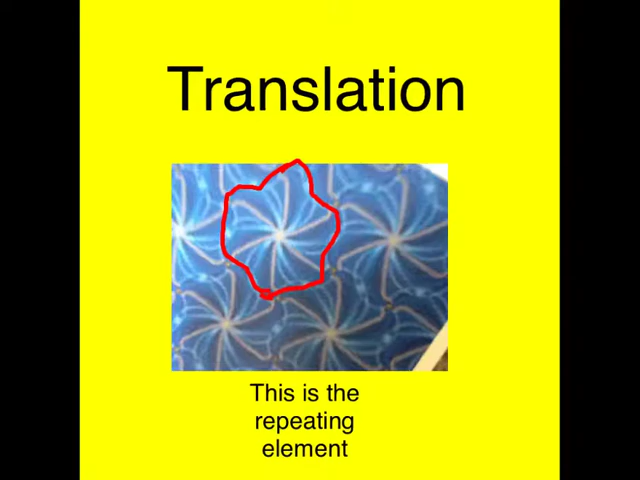 Translation
This is the
repeating
element